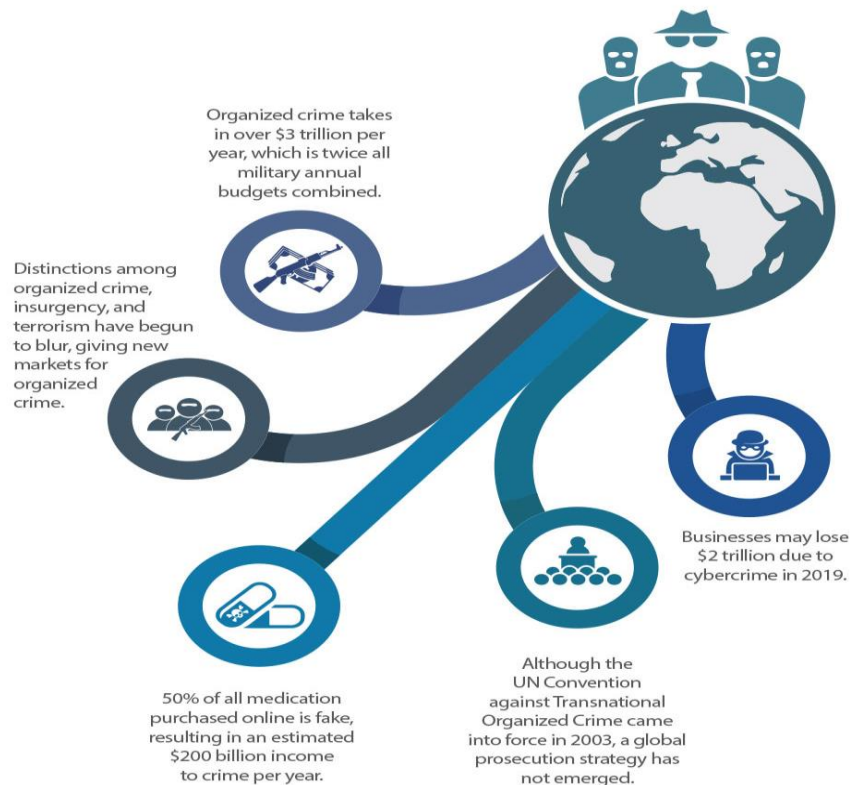 Organized crime takes
in over $3 trillion per
year, which is twice all
military annual
budgets combined.
Distinctions among
organized crime,
insurgency, and
terrorism have begun
to blur, giving new
markets for
organized
crime.
Businesses may lose
$2 trillion due to
cybercrime in 2019.
50% of all medication
purchased online is fake,
resulting in an estimated
$200 billion income
to crime per year.
Although the
UN Convention
against Transnational
Organized Crime came
into force in 2003, a global
prosecution strategy has
not emerged.